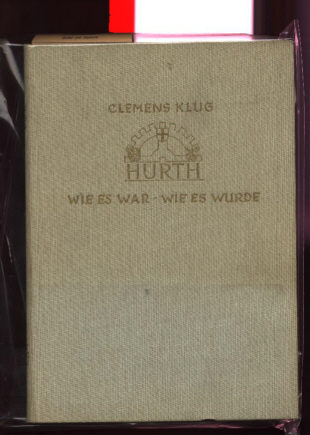 CLEMENS KLUG
HÜRTH
WIE ES WAR · WIE ES WURDE